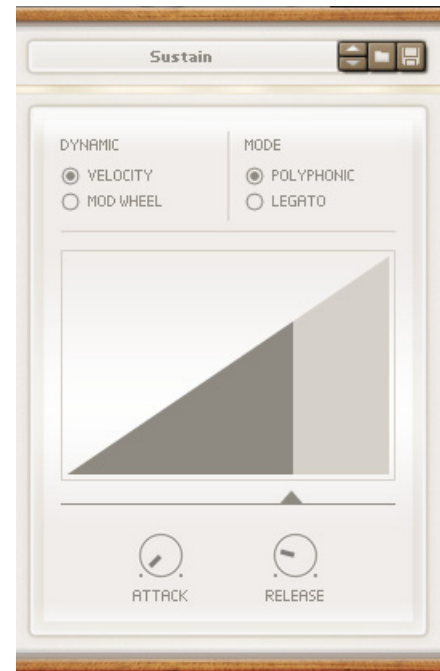 Sustain
DYNAMIC
VELOCITY
MOD WHEEL
MODE
POLYPHONIC
LEGATO
ATTACK
RELEASE